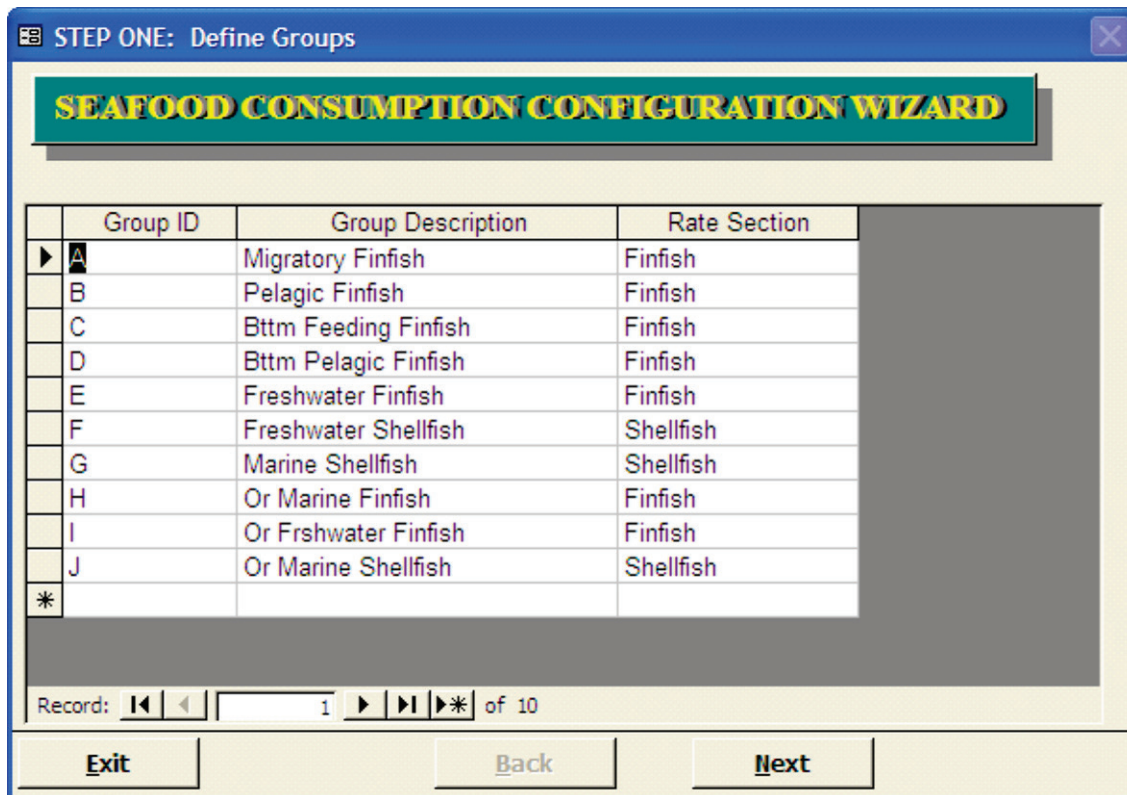 STEP ONE: Define Groups
SEAFOOD CONSUMPTION CONFIGURATION WIZARD
Group ID Group Description Rate Section
A Migratory Finfish Finfish
B Pelagic Finfish Finfish
C Bttm Feeding Finfish Finfish
D Bttm Pelagic Finfish Finfish
E Freshwater Finfish Finfish
F Freshwater Shellfish Shellfish
G Marine Shellfish Shellfish
H Or Marine Finfish Finfish
I Or Frshwater Finfish Finfish
J Or Marine Shellfish Shellfish
Record: 1 of 10
Exit Back Next